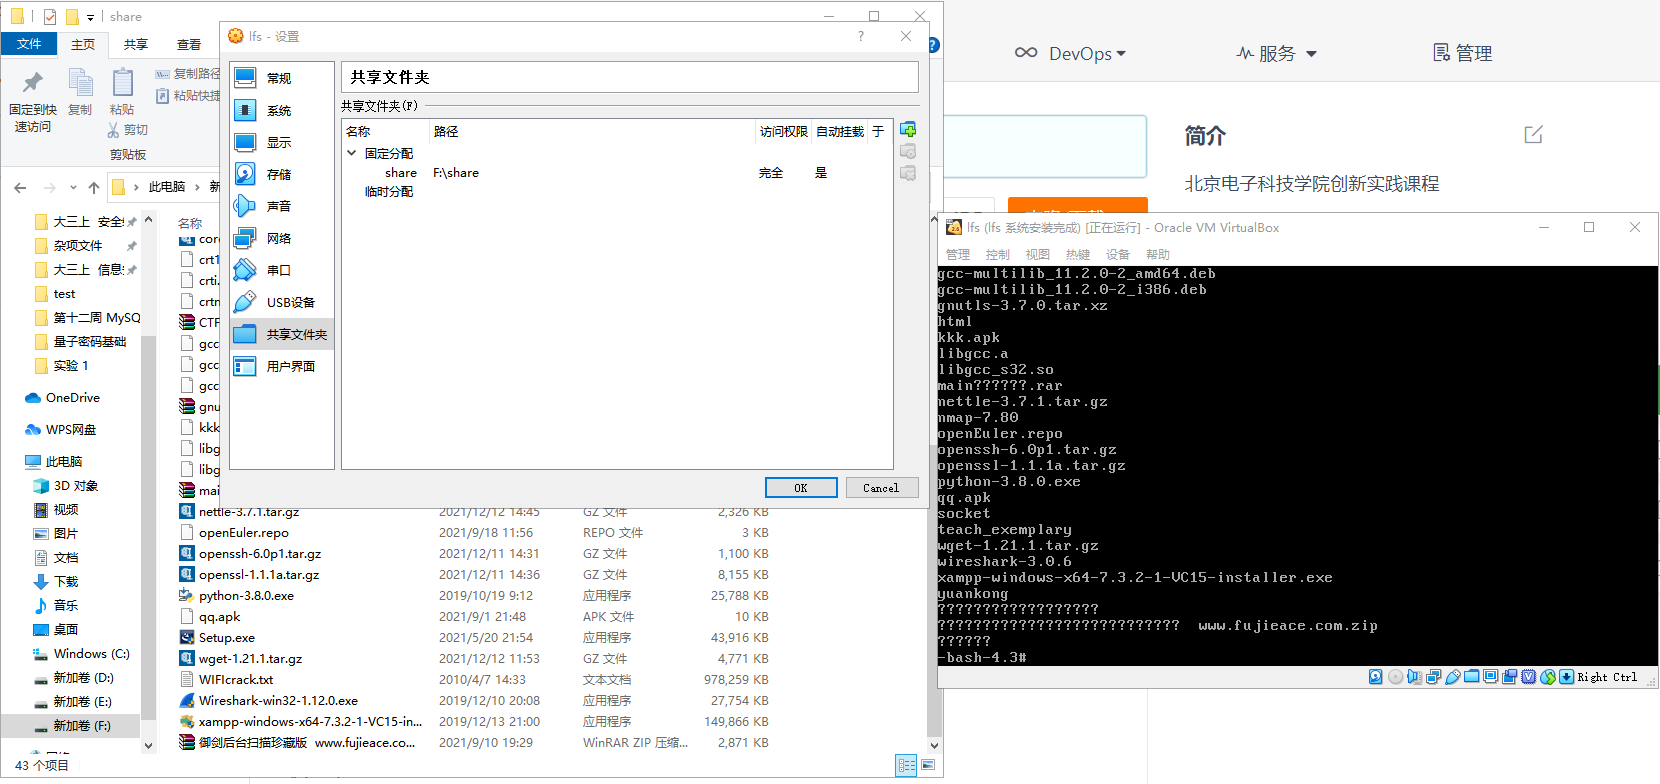 share
文件
主页
共享
查看
固定到快
速访问
复制
粘贴
复制路径
粘贴快捷
剪切
剪贴板
此电脑
新
大三上 安全
杂项文件
大三上 信息
test
第十二周 MySQ
量子密码基础
实验 1
OneDrive
WPS网盘
此电脑
3D 对象
视频
图片
文档
下载
音乐
桌面
Windows (C:)
新加卷 (D:)
新加卷 (E:)
新加卷 (F:)
43 个项目
名称
core
crt1
crti.
crtn
CTF
gcc
gcc
gcc
gnu
kkk
libg
libg
mai
nettle-3.7.1.tar.gz 2021/12/12 14:45 GZ 文件 2,326 KB
openEuler.repo 2021/9/18 11:56 REPO 文件 3 KB
openssh-6.0p1.tar.gz 2021/12/11 14:31 GZ 文件 1,100 KB
openssl-1.1.1a.tar.gz 2021/12/11 14:36 GZ 文件 8,155 KB
python-3.8.0.exe 2019/10/19 9:12 应用程序 25,788 KB
qq.apk 2021/9/1 21:48 APK 文件 10 KB
Setup.exe 2021/5/20 21:54 应用程序 43,916 KB
wget-1.21.1.tar.gz 2021/12/12 11:53 GZ 文件 4,771 KB
WIFIcrack.txt 2010/4/7 14:33 文本文档 978,259 KB
Wireshark-win32-1.12.0.exe 2019/12/10 20:08 应用程序 27,754 KB
xampp-windows-x64-7.3.2-1-VC15-in... 2019/12/13 21:00 应用程序 149,866 KB
御剑后台扫描珍藏版 www.fujieace.co... 2021/9/10 19:29 WinRAR ZIP 压缩... 2,871 KB
lfs - 设置
常规
系统
显示
存储
声音
网络
串口
USB设备
共享文件夹
用户界面
共享文件夹
共享文件夹(F)
名称 路径 访问权限 自动挂载 于
固定分配
share F:\share 完全 是
临时分配
OK
Cancel
DevOps
服务
管理
简介
北京电子科技学院创新实践课程
lfs (lfs 系统安装完成) [正在运行] - Oracle VM VirtualBox
管理 控制 视图 热键 设备 帮助
gcc-multilib_11.2.0-2_amd64.deb
gcc-multilib_11.2.0-2_i386.deb
gnutls-3.7.0.tar.xz
html
kkk.apk
libgcc.a
libgcc_s32.so
main??????.rar
nettle-3.7.1.tar.gz
nmap-7.80
openEuler.repo
openssh-6.0p1.tar.gz
openssl-1.1.1a.tar.gz
python-3.8.0.exe
qq.apk
socket
teach_exemplary
wget-1.21.1.tar.gz
wireshark-3.0.6
xampp-windows-x64-7.3.2-1-VC15-installer.exe
yuankong
??????????????????
??????????????????????????? www.fujieace.com.zip
??????
-bash-4.3#
Right Ctrl